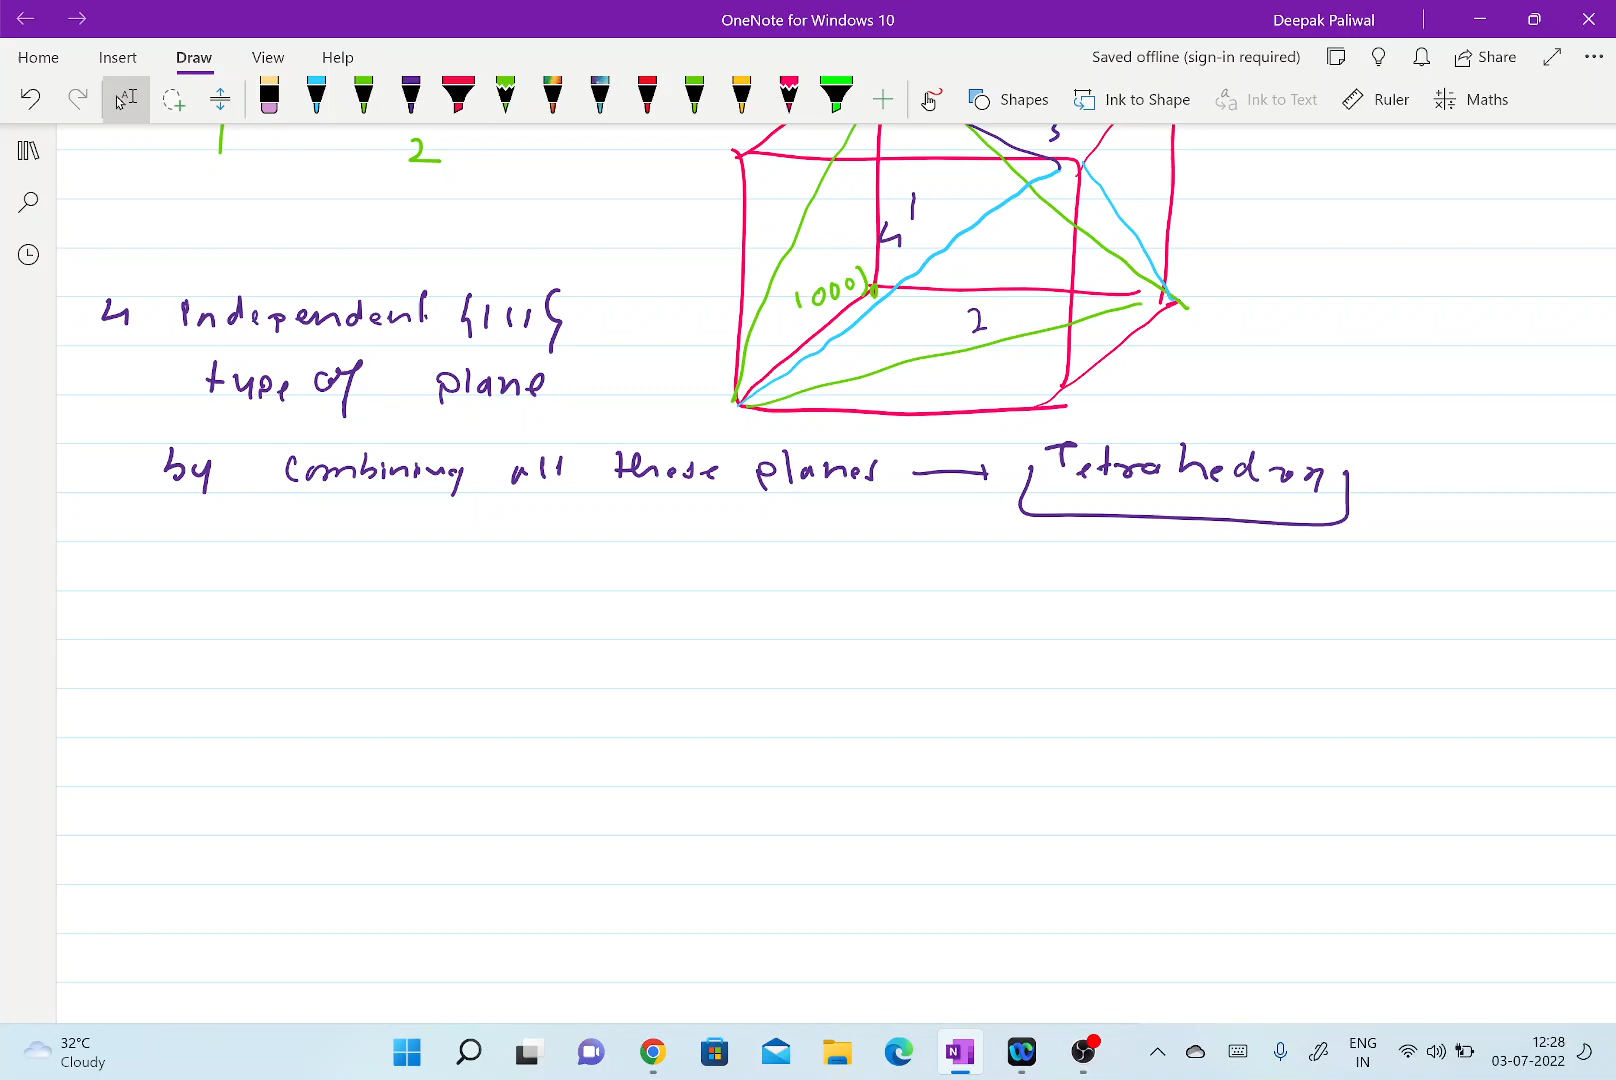 OneNote for Windows 10
Deepak Paliwal
Home Insert Draw View Help
Saved offline (sign-in required) Share
Shapes Ink to Shape Ink to Text Ruler Maths
1 2
3
1
4
(000)
2
4 Independent {111}
type of plane
by combining all these planes → Tetrahedron
32°C
Cloudy
ENG
IN
12:28
03-07-2022